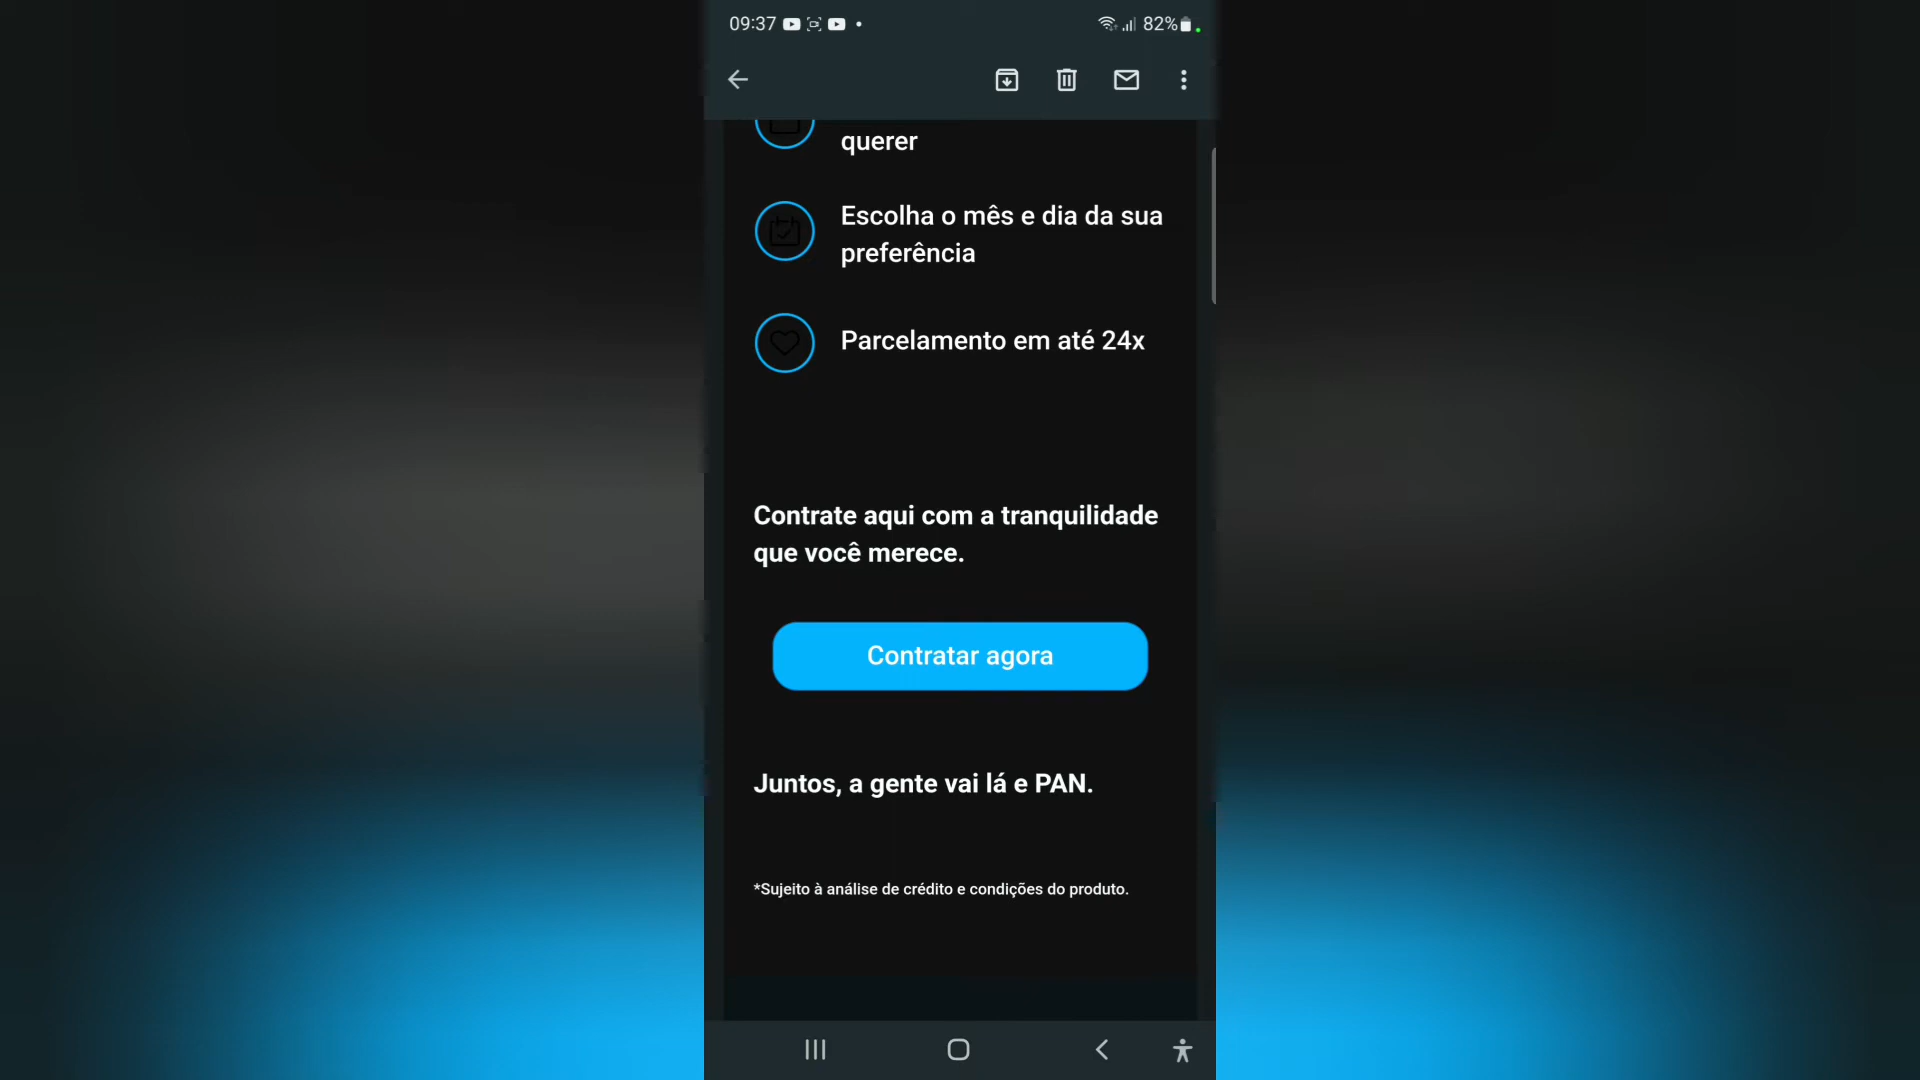 09:37
82%
querer
Escolha o mês e dia da sua
preferência
Parcelamento em até 24x
Contrate aqui com a tranquilidade
que você merece.
Contratar agora
Juntos, a gente vai lá e PAN.
*Sujeito à análise de crédito e condições do produto.